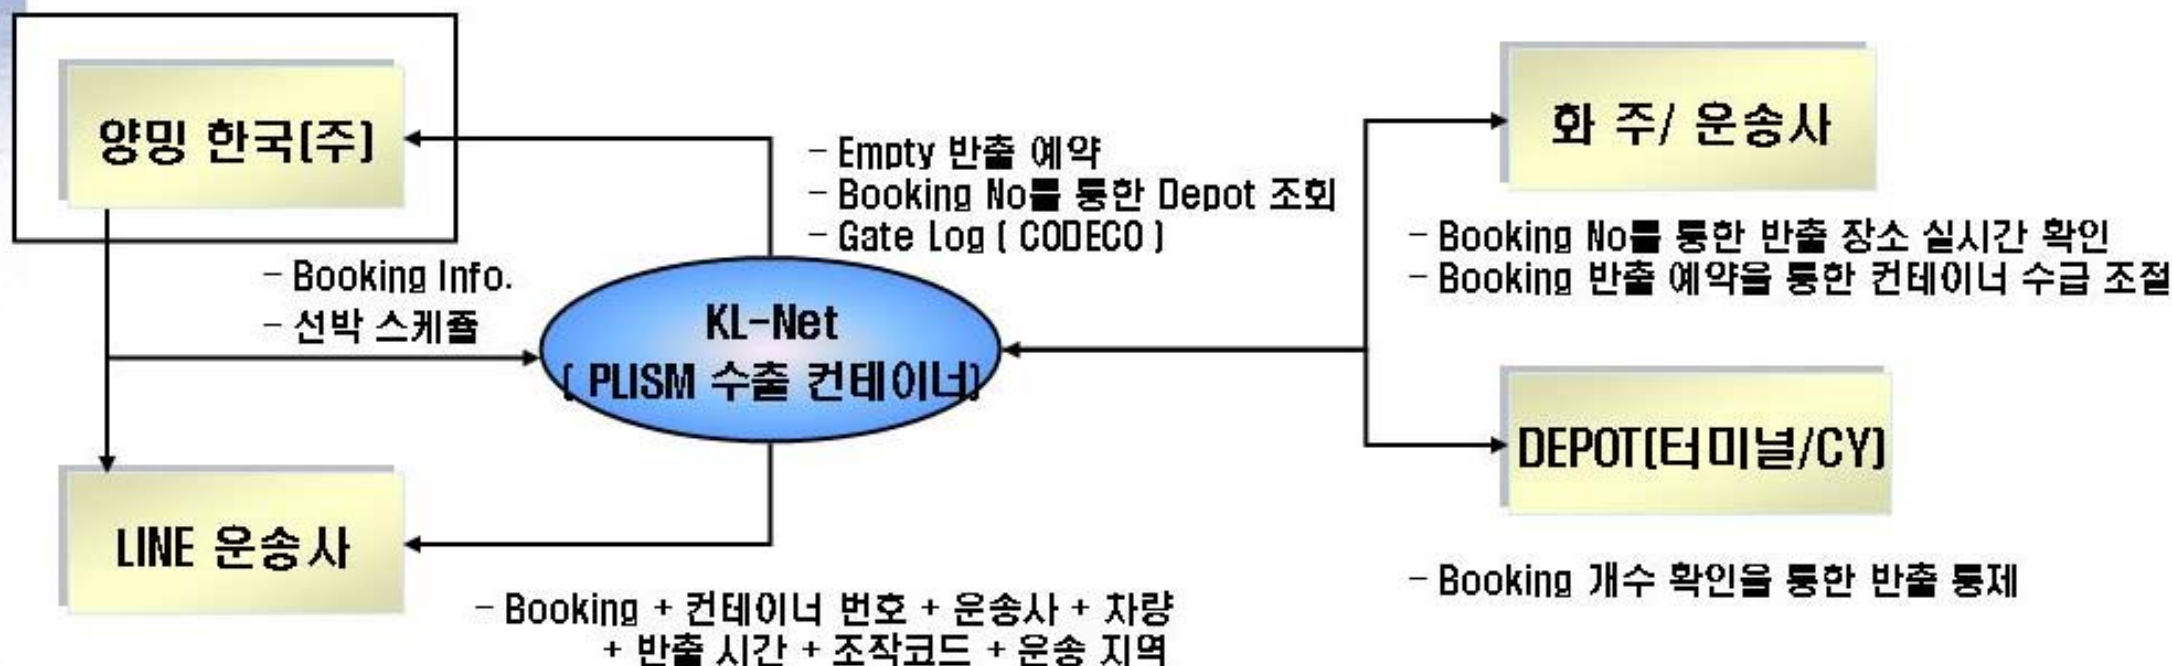 양밍 한국(주)
- Empty 반출 예약
- Booking No를 통한 Depot 조회
- Gate Log ( CODECO )
화 주/ 운송사
- Booking No를 통한 반출 장소 실시간 확인
- Booking 반출 예약을 통한 컨테이너 수급 조절
- Booking Info.
- 선박 스케쥴
KL-Net
( PLISM 수출 컨테이너)
DEPOT(터미널/CY)
- Booking 개수 확인을 통한 반출 통제
LINE 운송사
- Booking + 컨테이너 번호 + 운송사 + 차량
+ 반출 시간 + 조작코드 + 운송 지역